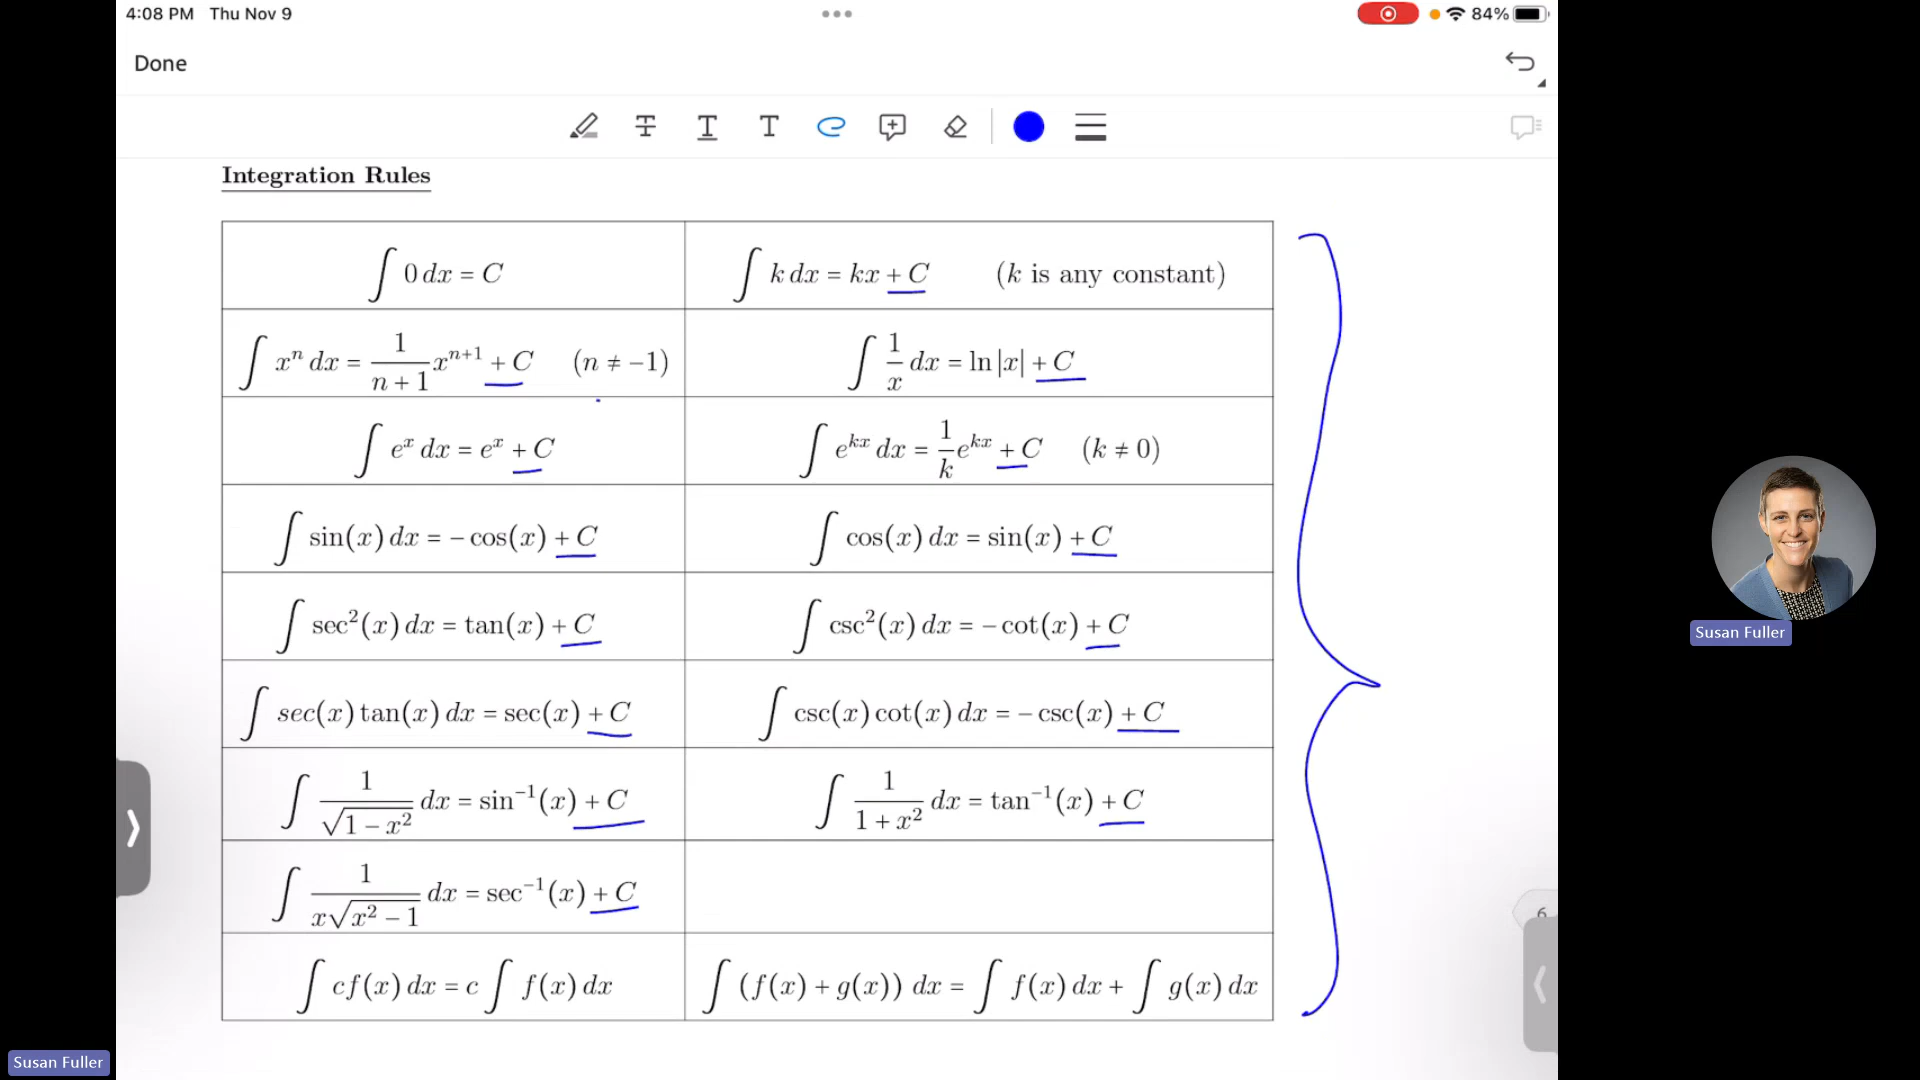 4:08 PM Thu Nov 9
84%
Done
Integration Rules
∫ 0 dx = C
∫ k dx = kx + C (k is any constant)
∫ xⁿ dx = 1/(n + 1) xⁿ⁺¹ + C (n ≠ −1)
∫ 1/x dx = ln |x| + C
∫ eˣ dx = eˣ + C
∫ e^{kx} dx = 1/k e^{kx} + C (k ≠ 0)
∫ sin(x) dx = − cos(x) + C
∫ cos(x) dx = sin(x) + C
∫ sec²(x) dx = tan(x) + C
∫ csc²(x) dx = − cot(x) + C
∫ sec(x) tan(x) dx = sec(x) + C
∫ csc(x) cot(x) dx = − csc(x) + C
∫ 1/√(1 − x²) dx = sin⁻¹(x) + C
∫ 1/(1 + x²) dx = tan⁻¹(x) + C
∫ 1/(x√(x² − 1)) dx = sec⁻¹(x) + C
∫ cf(x) dx = c ∫ f(x) dx
∫ (f(x) + g(x)) dx = ∫ f(x) dx + ∫ g(x) dx
6
Susan Fuller
Susan Fuller